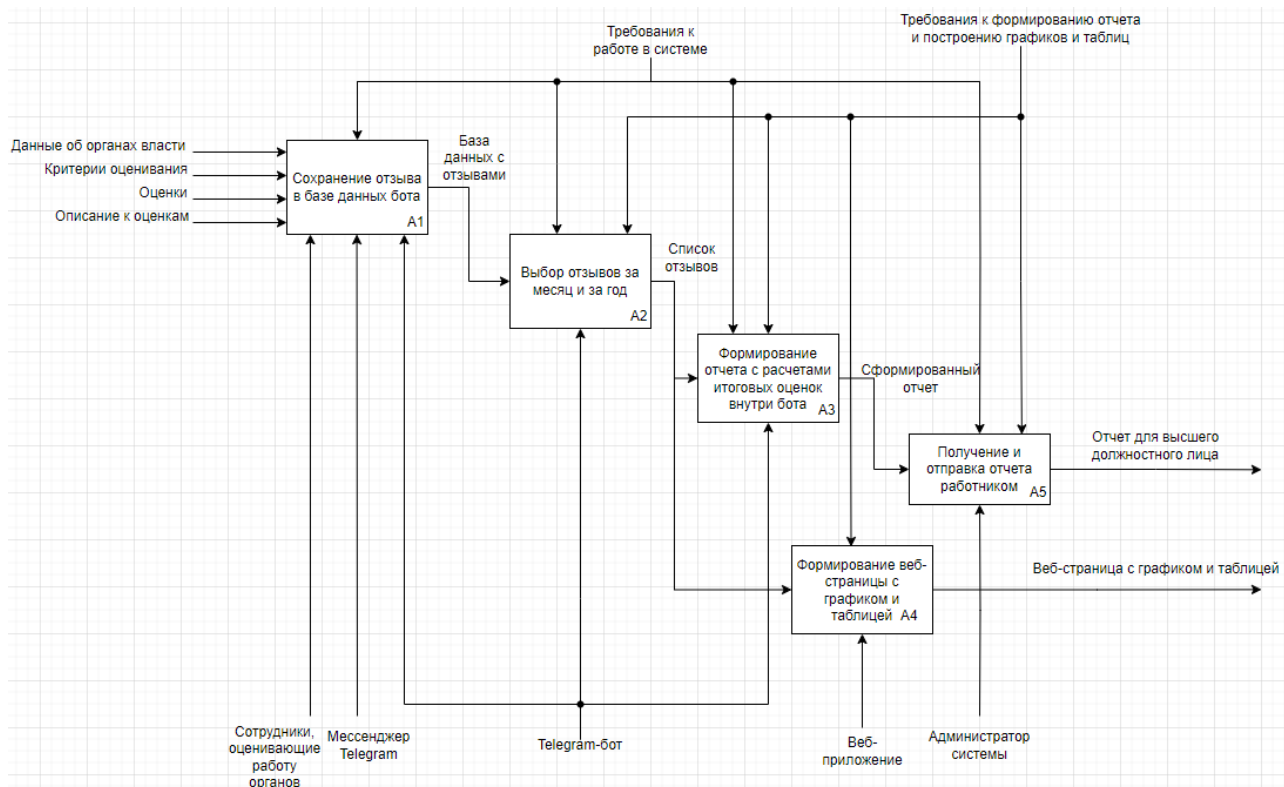 Требования к
работе в системе
Требования к формированию отчета
и построению графиков и таблиц
Данные об органах власти
Критерии оценивания
Оценки
Описание к оценкам
Сохранение отзыва
в базе данных бота
A1
База
данных с
отзывами
Выбор отзывов за
месяц и за год
A2
Список
отзывов
Формирование
отчета с расчетами
итоговых оценок
внутри бота
A3
Сформированный
отчет
Получение и
отправка отчета
работником
A5
Отчет для высшего
должностного лица
Формирование веб-
страницы с
графиком и
таблицей A4
Веб-страница с графиком и таблицей
Сотрудники,
оценивающие
работу
органов
Мессенджер
Telegram
Telegram-бот
Веб-
приложение
Администратор
системы